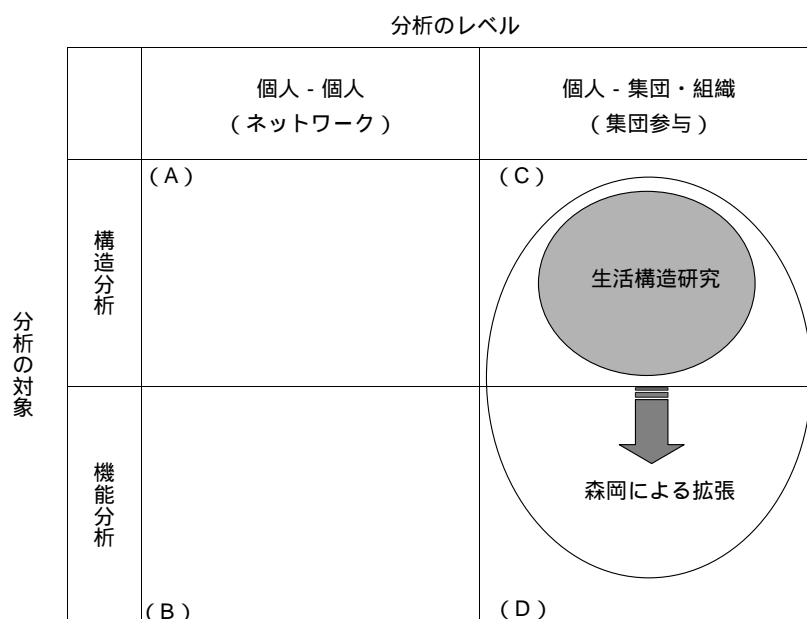 分析のレベル
個人 - 個人
（ネットワーク）
個人 - 集団・組織
（集団参与）
（A）
（C）
構造分析
生活構造研究
分析の対象
機能分析
森岡による拡張
（B）
（D）